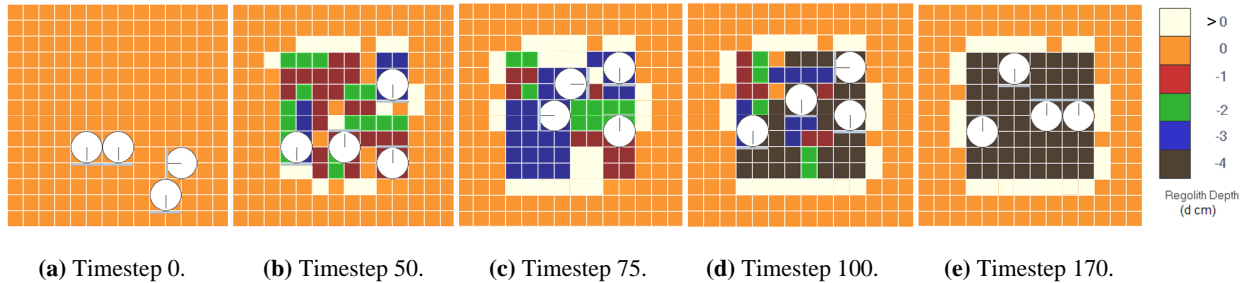 > 0
0
-1
-2
-3
-4
Regolith Depth
(d cm)
(a) Timestep 0.
(b) Timestep 50.
(c) Timestep 75.
(d) Timestep 100.
(e) Timestep 170.